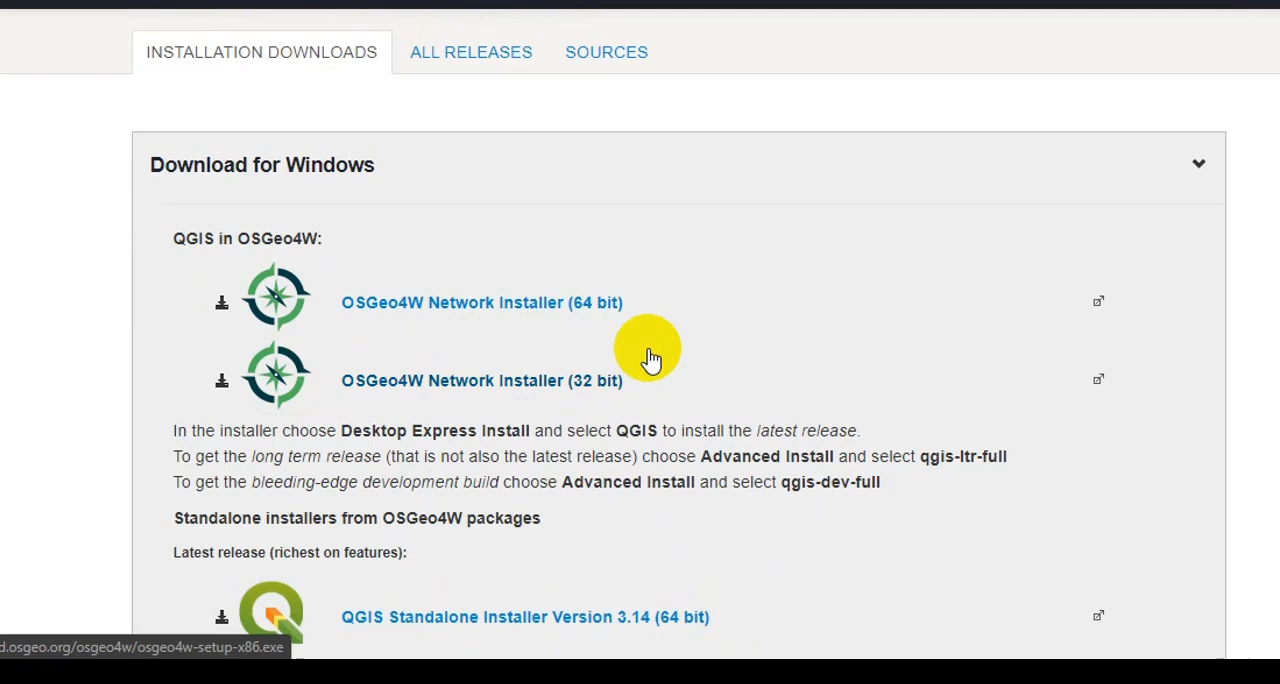 INSTALLATION DOWNLOADS ALL RELEASES SOURCES
Download for Windows
QGIS in OSGeo4W:
OSGeo4W Network Installer (64 bit)
OSGeo4W Network Installer (32 bit)
In the installer choose Desktop Express Install and select QGIS to install the latest release.
To get the long term release (that is not also the latest release) choose Advanced Install and select qgis-ltr-full
To get the bleeding-edge development build choose Advanced Install and select qgis-dev-full
Standalone installers from OSGeo4W packages
Latest release (richest on features):
QGIS Standalone Installer Version 3.14 (64 bit)
d.osgeo.org/osgeo4w/osgeo4w-setup-x86.exe